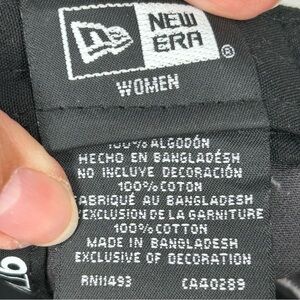 NEW
ERA®
WOMEN
100% ALGODÓN
HECHO EN BANGLADÉSH
NO INCLUYE DECORACIÓN
100% COTON
FABRIQUÉ AU BANGLADESH
EXCLUSION DE LA GARNITURE
100% COTTON
MADE IN BANGLADESH
EXCLUSIVE OF DECORATION
RN11493 CA40289